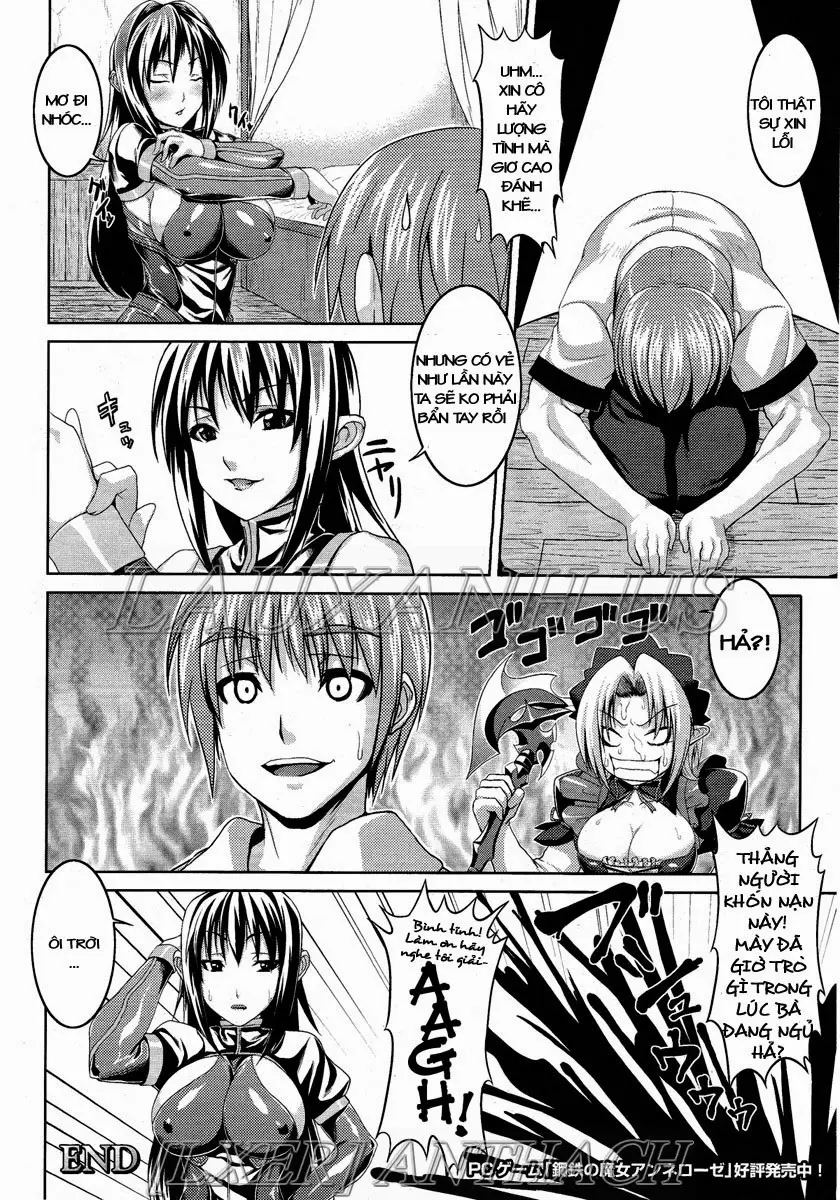 TÔI THẬT
SỰ XIN
LỖI
UHM...
XIN CÔ
HÃY
LƯỢNG
TÌNH MÀ
GIƠ CAO
ĐÁNH
KHẼ...
MƠ ĐI
NHÓC...
NHƯNG CÓ VẺ
NHƯ LẦN NÀY
TA SẼ KO PHẢI
BẨN TAY RỒI
ニヤリ
LAUXANH.US
HẢ?!
ゴゴゴゴ
THẰNG
NGƯỜI
KHỐN NẠN
NÀY!
MÀY ĐÃ
GIỞ TRÒ
GÌ TRONG
LÚC BÀ
ĐANG NGỦ
HẢ?
Bình tĩnh!
Làm ơn hãy
nghe tôi giải-
AAGH!
ÔI TRỜI
...
END
[LXER] ANTHACH
PCゲーム「鋼鉄の魔女アンネローゼ」好評発売中！